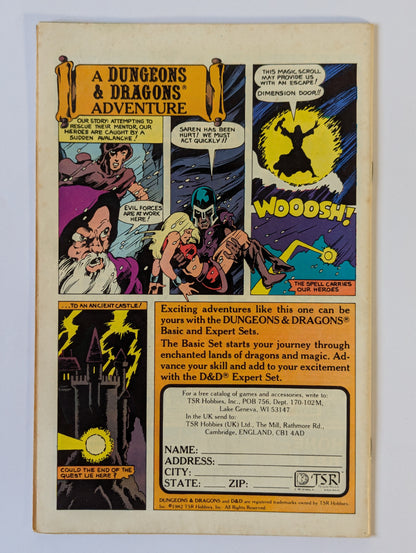 A DUNGEONS
& DRAGONS®
ADVENTURE
OUR STORY: ATTEMPTING TO
RESCUE THEIR MENTOR, OUR
HEROES ARE CAUGHT BY A
SUDDEN AVALANCHE!
EVIL FORCES
ARE AT WORK
HERE!
SAREN HAS BEEN
HURT! WE MUST
ACT QUICKLY!!
THIS MAGIC SCROLL
MAY PROVIDE US
WITH AN ESCAPE!
DIMENSION DOOR!!
WOOOSH!
THE SPELL CARRIES
OUR HEROES
...TO AN ANCIENT CASTLE!
COULD THE END OF THE
QUEST LIE HERE?
Exciting adventures like this one can be
yours with the DUNGEONS & DRAGONS®
Basic and Expert Sets.
The Basic Set starts your journey through
enchanted lands of dragons and magic. Ad-
vance your skill and add to your excitement
with the D&D® Expert Set.
For a free catalog of games and accessories, write to:
TSR Hobbies, Inc., POB 756, Dept. 170-102M,
Lake Geneva, WI 53147.
In the UK send to:
TSR Hobbies (UK) Ltd., The Mill, Rathmore Rd.,
Cambridge, ENGLAND, CB1 4AD
NAME:
ADDRESS:
CITY:
STATE: ZIP:
TSR
DUNGEONS & DRAGONS and D&D are registered trademarks owned by TSR Hobbies,
Inc. ©1982 TSR Hobbies, Inc. All Rights Reserved.